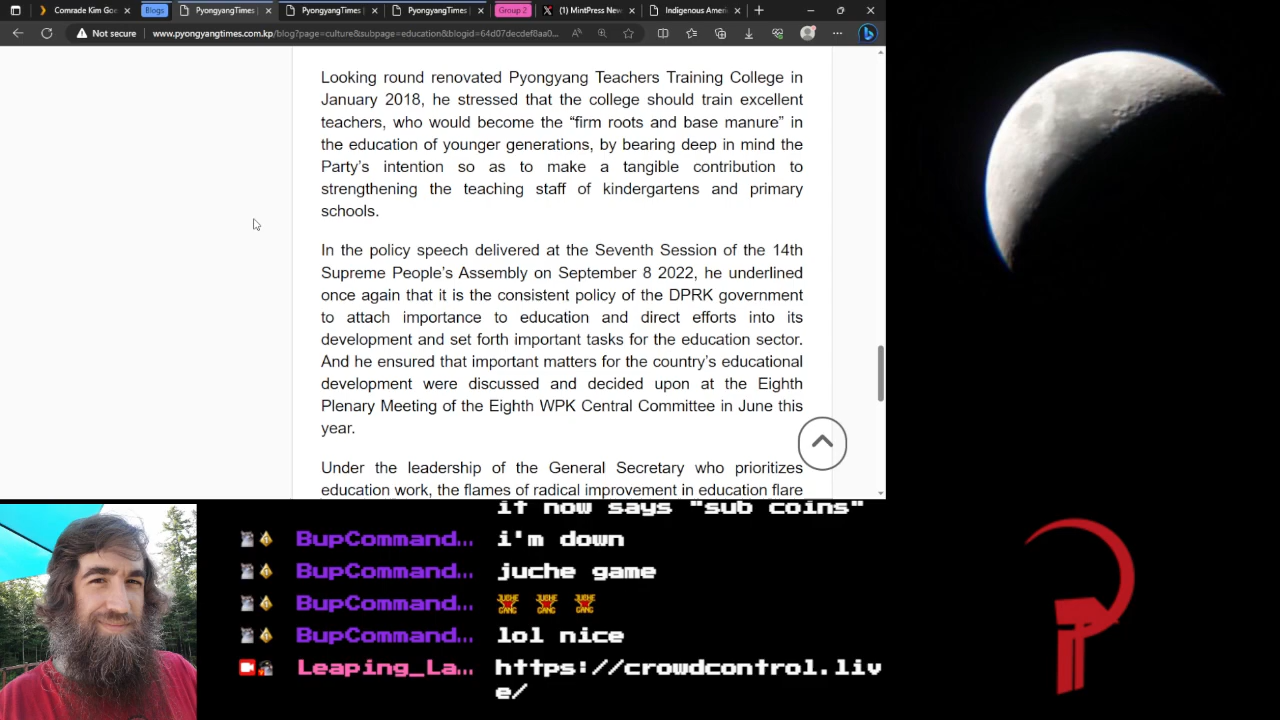 Comrade Kim Goe
Blogs
PyongyangTimes |
PyongyangTimes |
PyongyangTimes |
Group 2
(1) MintPress New
Indigenous Ameri
Not secure
www.pyongyangtimes.com.kp/blog?page=culture&subpage=education&blogid=64d07decdef8aa0...
Looking round renovated Pyongyang Teachers Training College in
January 2018, he stressed that the college should train excellent
teachers, who would become the “firm roots and base manure” in
the education of younger generations, by bearing deep in mind the
Party’s intention so as to make a tangible contribution to
strengthening the teaching staff of kindergartens and primary
schools.
In the policy speech delivered at the Seventh Session of the 14th
Supreme People’s Assembly on September 8 2022, he underlined
once again that it is the consistent policy of the DPRK government
to attach importance to education and direct efforts into its
development and set forth important tasks for the education sector.
And he ensured that important matters for the country’s educational
development were discussed and decided upon at the Eighth
Plenary Meeting of the Eighth WPK Central Committee in June this
year.
Under the leadership of the General Secretary who prioritizes
education work, the flames of radical improvement in education flare
it now says "sub coins"
BupCommand... i'm down
BupCommand... juche game
BupCommand... JUCHE GANG JUCHE GANG JUCHE GANG
BupCommand... lol nice
Leaping_La... https://crowdcontrol.liv
e/